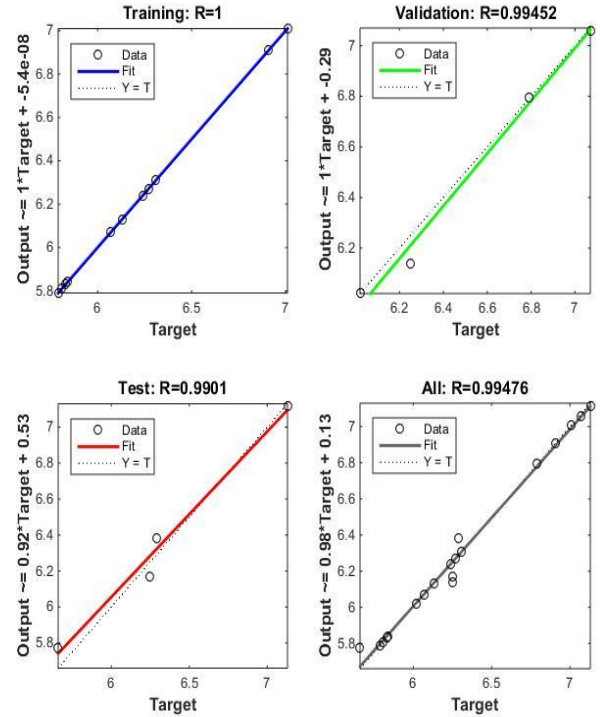 Training: R=1
Output ~= 1*Target + -5.4e-08
7
6.8
6.6
6.4
6.2
6
5.8
Data
Fit
Y = T
6
6.5
7
Target
Validation: R=0.99452
Output ~= 1*Target + -0.29
7
6.8
6.6
6.4
6.2
Data
Fit
Y = T
6.2
6.4
6.6
6.8
7
Target
Test: R=0.9901
Output ~= 0.92*Target + 0.53
7
6.8
6.6
6.4
6.2
6
5.8
Data
Fit
Y = T
6
6.5
7
Target
All: R=0.99476
Output ~= 0.98*Target + 0.13
7
6.8
6.6
6.4
6.2
6
5.8
Data
Fit
Y = T
6
6.5
7
Target